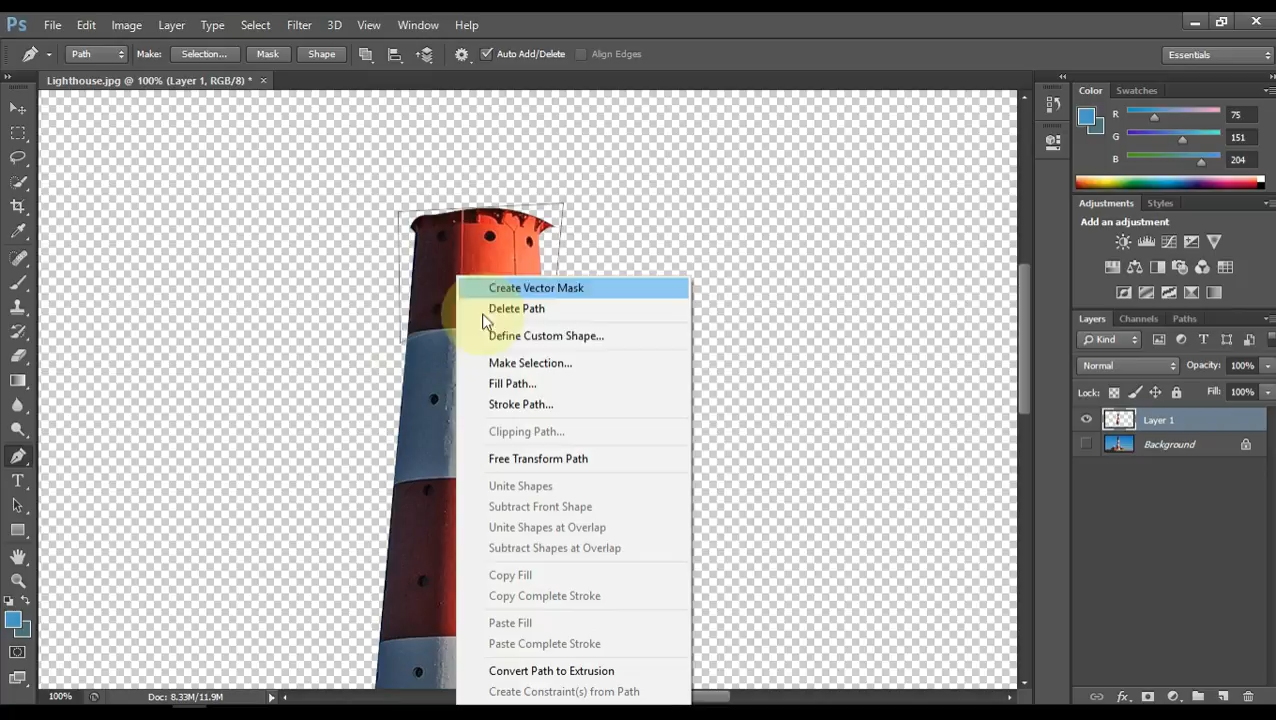 Ps File Edit Image Layer Type Select Filter 3D View Window Help
Path Make: Selection... Mask Shape Auto Add/Delete Align Edges Essentials
Lighthouse.jpg @ 100% (Layer 1, RGB/8) * ×
Color Swatches
R 75
G 151
B 204
Adjustments Styles
Add an adjustment
Layers Channels Paths
Kind
Normal Opacity: 100%
Lock: Fill: 100%
Layer 1
Background
Create Vector Mask
Delete Path
Define Custom Shape...
Make Selection...
Fill Path...
Stroke Path...
Clipping Path...
Free Transform Path
Unite Shapes
Subtract Front Shape
Unite Shapes at Overlap
Subtract Shapes at Overlap
Copy Fill
Copy Complete Stroke
Paste Fill
Paste Complete Stroke
Convert Path to Extrusion
Create Constraint(s) from Path
100% Doc: 8.33M/11.9M